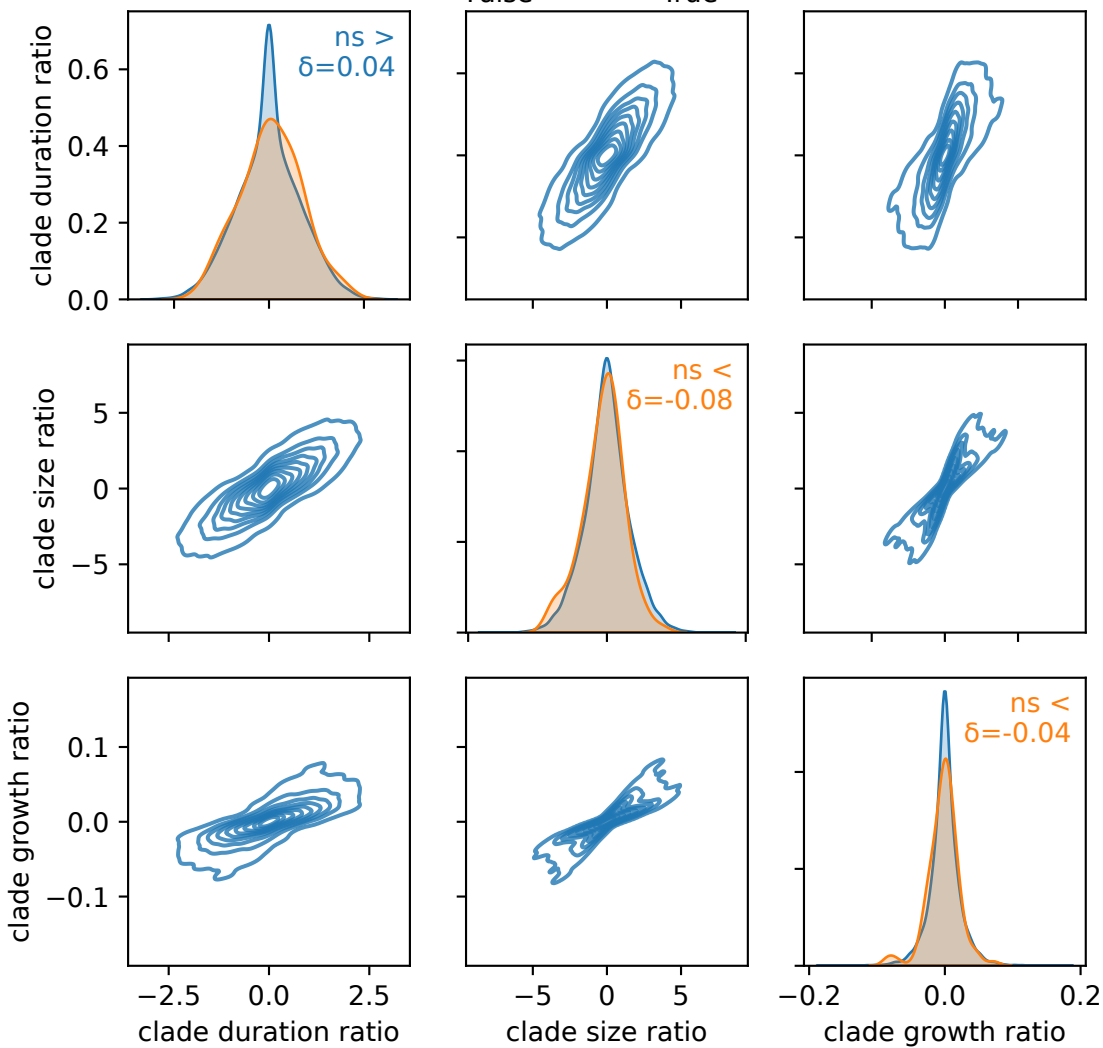 clade duration ratio
0.6
0.4
0.2
0.0
ns >
δ=0.04
clade size ratio
5
0
−5
ns <
δ=-0.08
clade growth ratio
0.1
0.0
−0.1
ns <
δ=-0.04
−2.5 0.0 2.5
clade duration ratio
−5 0 5
clade size ratio
−0.2 0.0 0.2
clade growth ratio